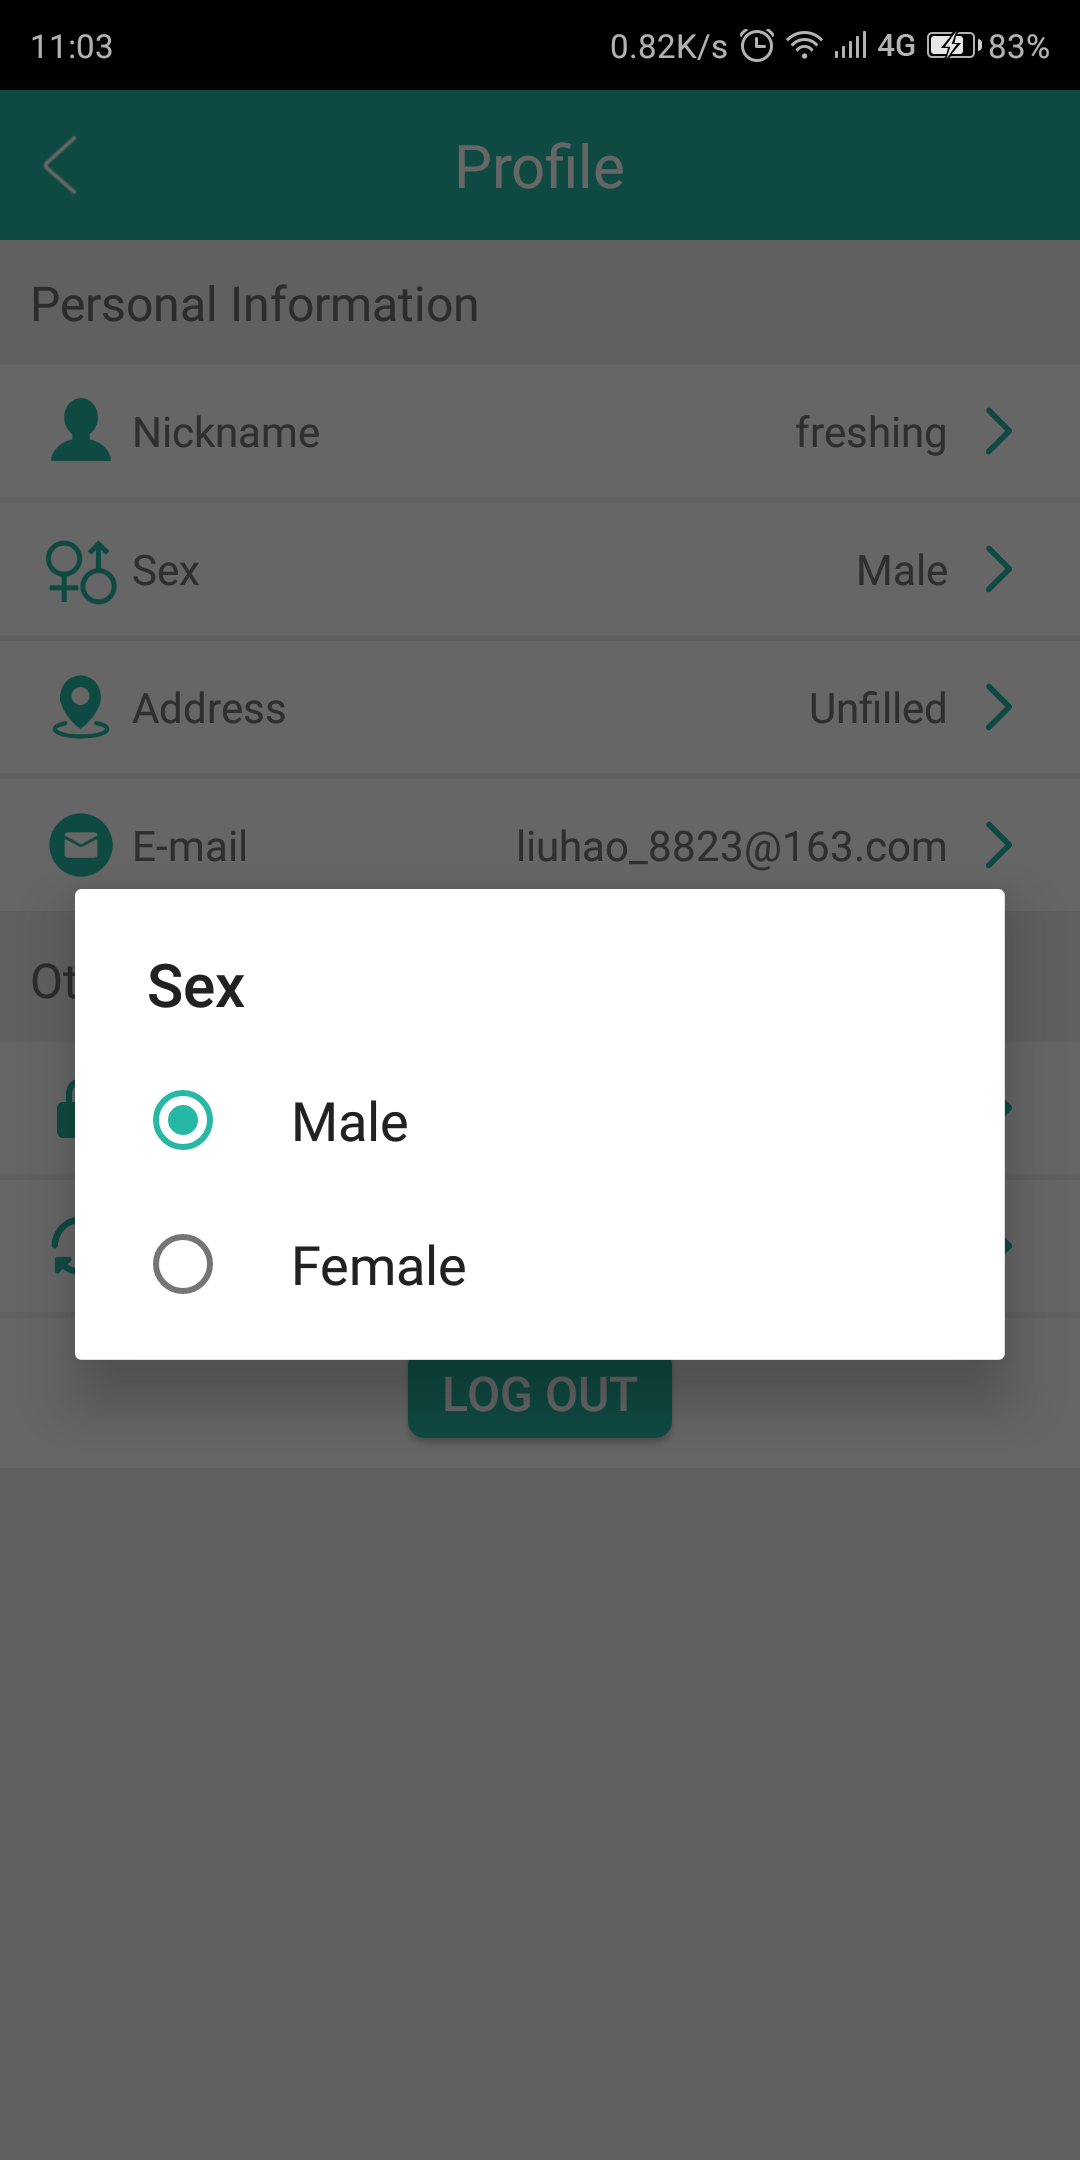 11:03 0.82K/s 4G 83%
Profile
Personal Information
Nickname freshing
Sex Male
Address Unfilled
E-mail liuhao_8823@163.com
Ot
Sex
Male
Female
LOG OUT